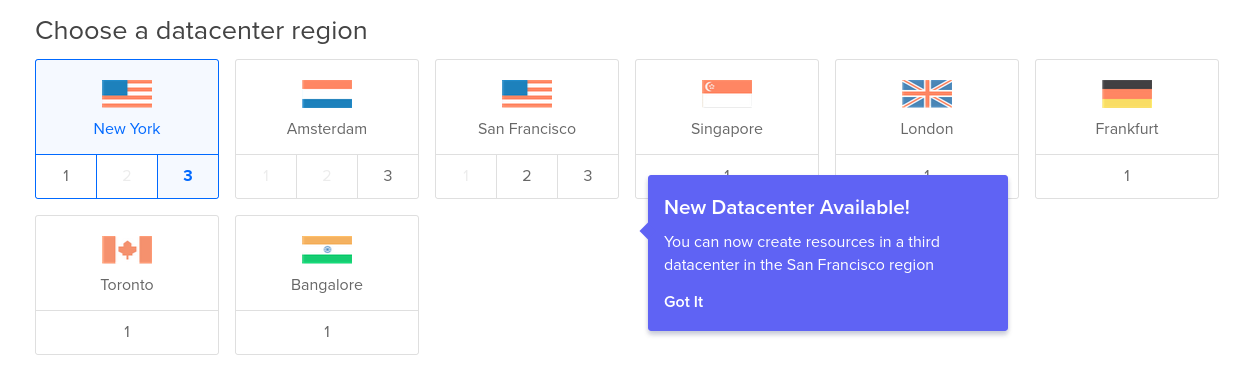 Choose a datacenter region
New York
Amsterdam
San Francisco
Singapore
London
Frankfurt
1 2 3
1 2 3
1 2 3
1
1
1
New Datacenter Available!
You can now create resources in a third
datacenter in the San Francisco region
Got It
Toronto
Bangalore
1
1